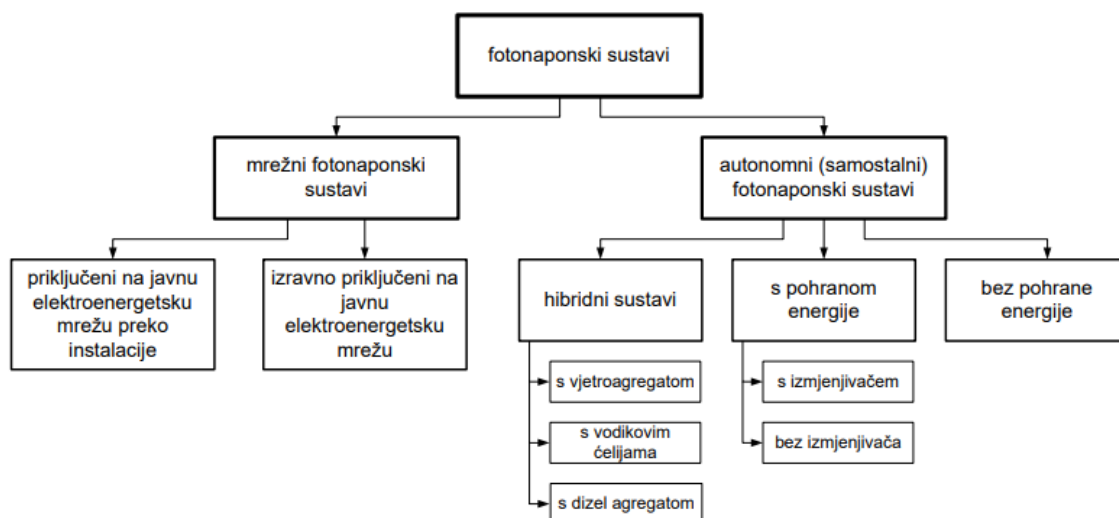 fotonaponski sustavi
mrežni fotonaponski
sustavi
autonomni (samostalni)
fotonaponski sustavi
priključeni na javnu
elektroenergetsku
mrežu preko
instalacije
izravno priključeni na
javnu
elektroenergetsku
mrežu
hibridni sustavi
s pohranom
energije
bez pohrane
energije
s vjetroagregatom
s vodikovim
ćelijama
s dizel agregatom
s izmjenjivačem
bez izmjenjivača